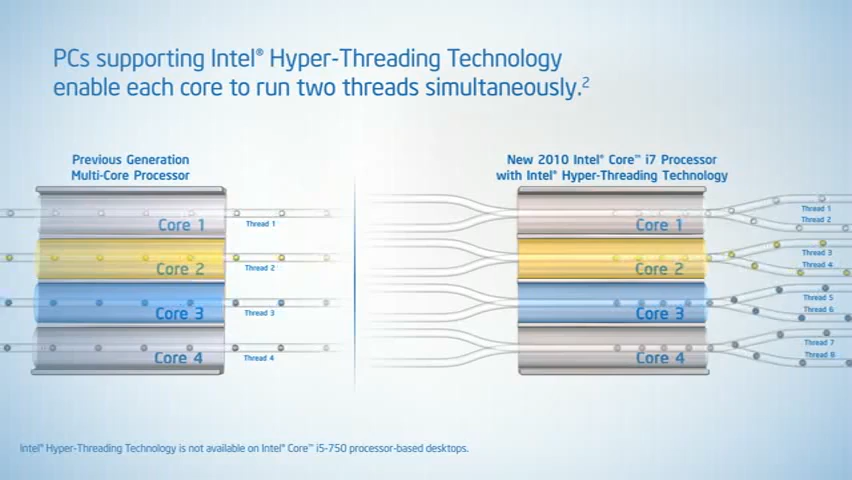 PCs supporting Intel® Hyper-Threading Technology
enable each core to run two threads simultaneously.²
Previous Generation
Multi-Core Processor
Core 1
Thread 1
Core 2
Thread 2
Core 3
Thread 3
Core 4
Thread 4
New 2010 Intel® Core™ i7 Processor
with Intel® Hyper-Threading Technology
Core 1
Thread 1
Thread 2
Core 2
Thread 3
Thread 4
Core 3
Thread 5
Thread 6
Core 4
Thread 7
Thread 8
Intel® Hyper-Threading Technology is not available on Intel® Core™ i5-750 processor-based desktops.